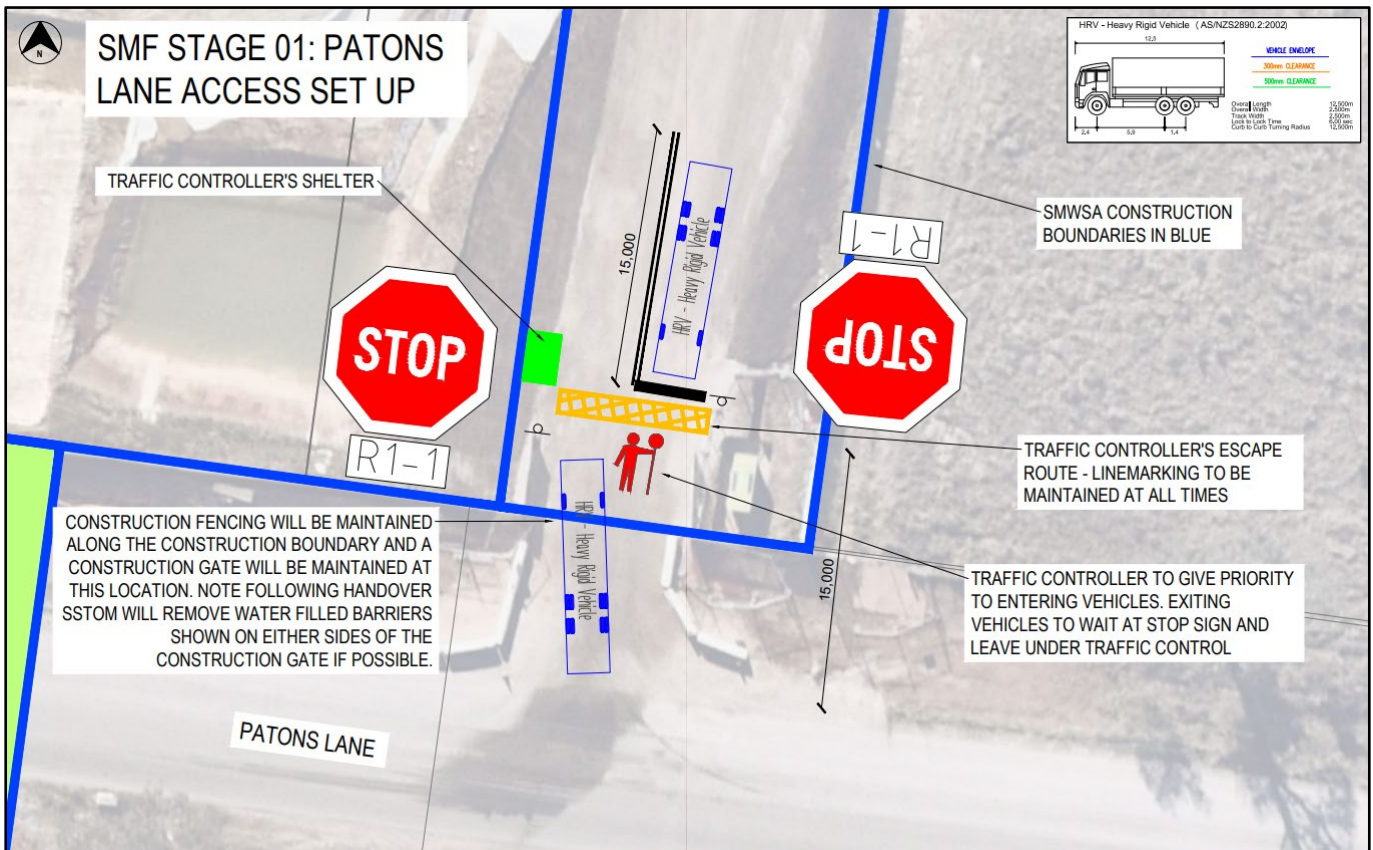 SMF STAGE 01: PATONS
LANE ACCESS SET UP
N
HRV - Heavy Rigid Vehicle (AS/NZS2890.2:2002)
12,5
VEHICLE ENVELOPE
300mm CLEARANCE
500mm CLEARANCE
Overall Length 12,500m
Overall Width 2,500m
Track Width 2,500m
Lock to Lock Time 6.00 sec
Curb to Curb Turning Radius 12,500m
2,4
5,9
1,4
TRAFFIC CONTROLLER'S SHELTER
15,000
HRV - Heavy Rigid Vehicle
SMWSA CONSTRUCTION
BOUNDARIES IN BLUE
R1-1
STOP
STOP
R1-1
TRAFFIC CONTROLLER'S ESCAPE
ROUTE - LINEMARKING TO BE
MAINTAINED AT ALL TIMES
CONSTRUCTION FENCING WILL BE MAINTAINED
ALONG THE CONSTRUCTION BOUNDARY AND A
CONSTRUCTION GATE WILL BE MAINTAINED AT
THIS LOCATION. NOTE FOLLOWING HANDOVER
SSTOM WILL REMOVE WATER FILLED BARRIERS
SHOWN ON EITHER SIDES OF THE
CONSTRUCTION GATE IF POSSIBLE.
HRV - Heavy Rigid Vehicle
15,000
TRAFFIC CONTROLLER TO GIVE PRIORITY
TO ENTERING VEHICLES. EXITING
VEHICLES TO WAIT AT STOP SIGN AND
LEAVE UNDER TRAFFIC CONTROL
PATONS LANE